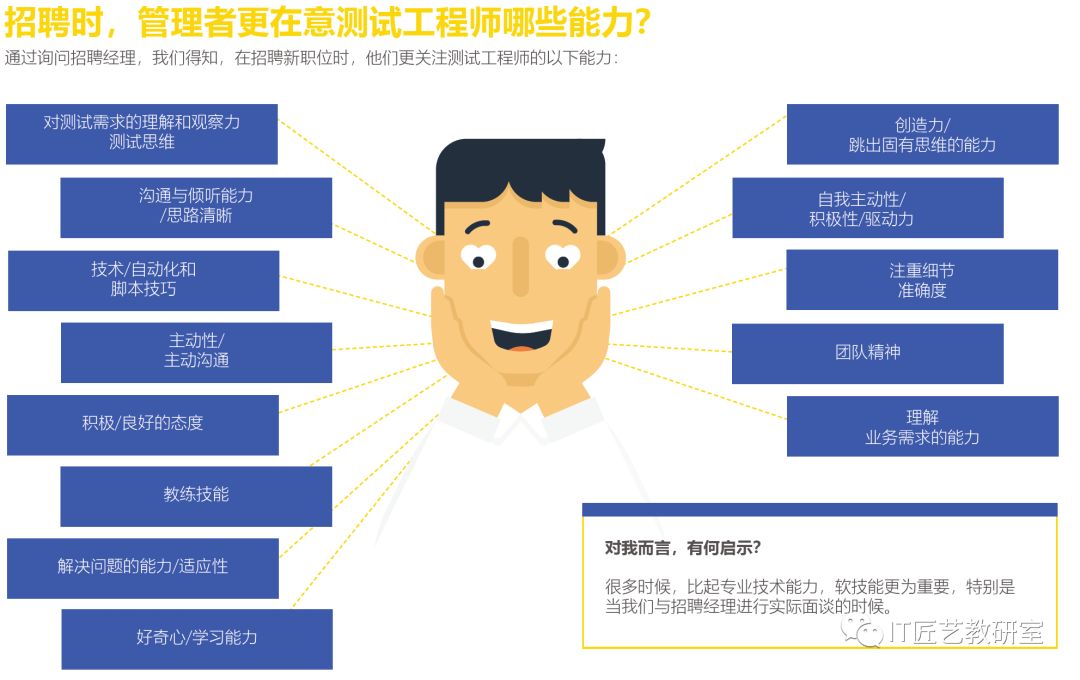 招聘时，管理者更在意测试工程师哪些能力？
通过询问招聘经理，我们得知，在招聘新职位时，他们更关注测试工程师的以下能力：
对测试需求的理解和观察力
测试思维
沟通与倾听能力
/思路清晰
技术/自动化和
脚本技巧
主动性/
主动沟通
积极/良好的态度
教练技能
解决问题的能力/适应性
好奇心/学习能力
创造力/
跳出固有思维的能力
自我主动性/
积极性/驱动力
注重细节
准确度
团队精神
理解
业务需求的能力
对我而言，有何启示？
很多时候，比起专业技术能力，软技能更为重要，特别是
当我们与招聘经理进行实际面谈的时候。
IT匠艺教研室